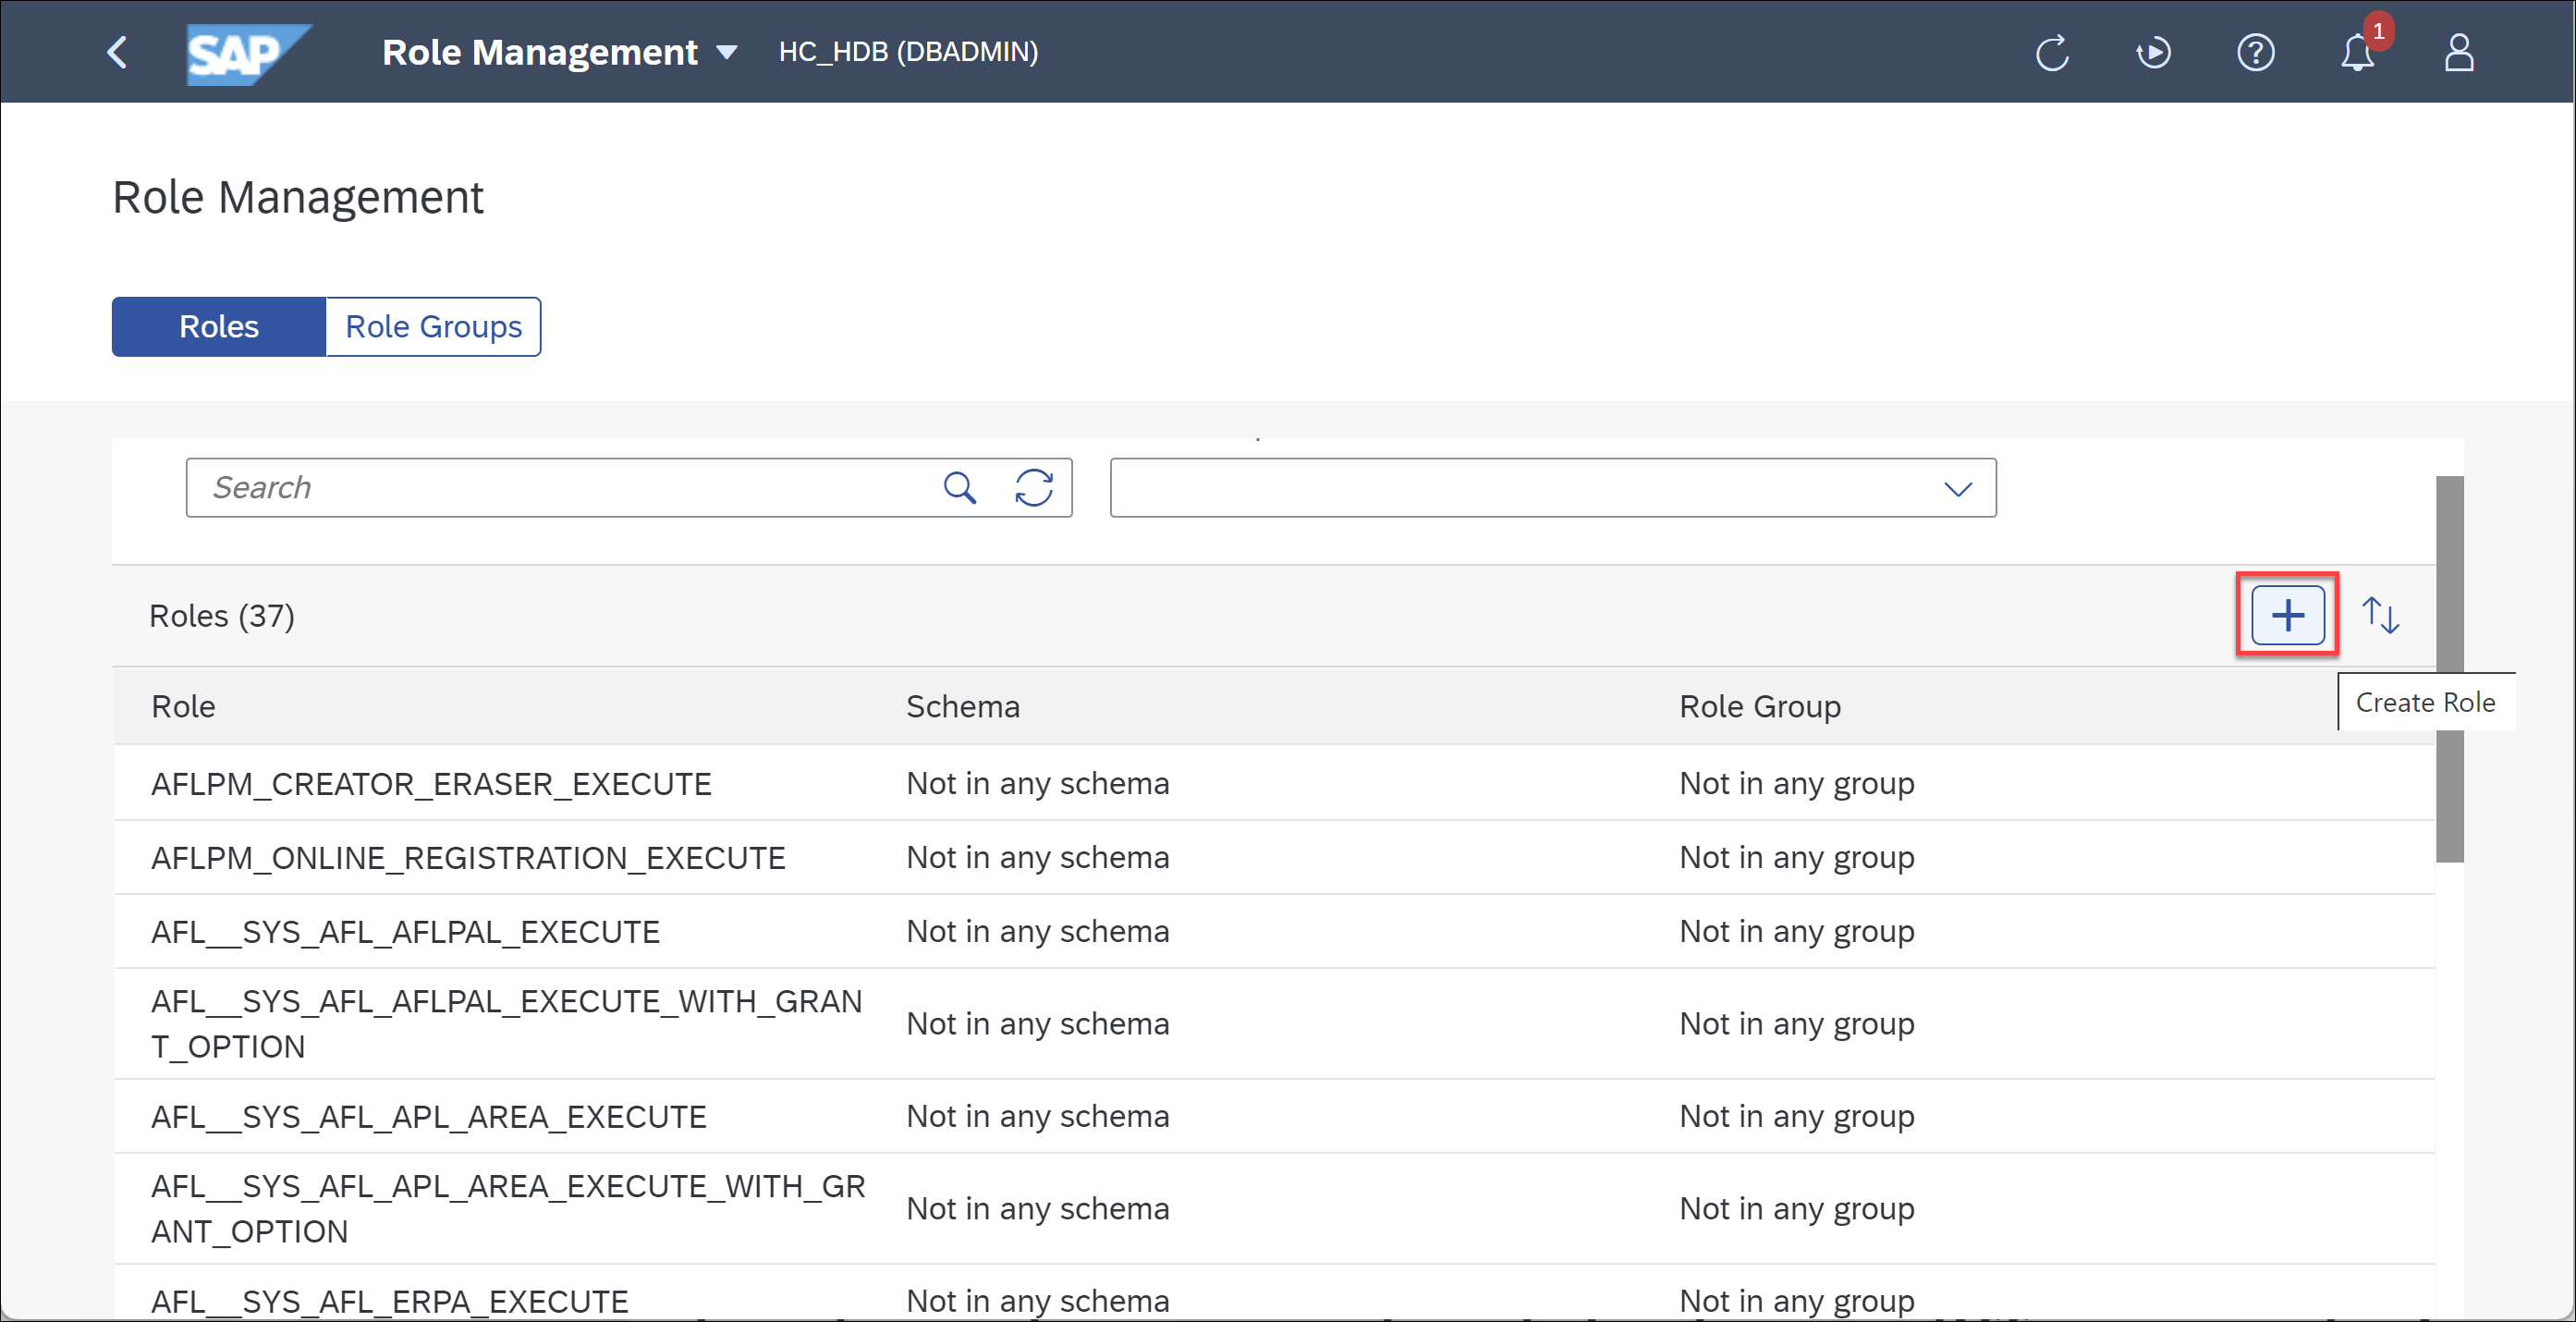 SAP Role Management HC_HDB (DBADMIN) 1
Role Management
Roles Role Groups
Search
Roles (37)
Create Role
Role Schema Role Group
AFLPM_CREATOR_ERASER_EXECUTE Not in any schema Not in any group
AFLPM_ONLINE_REGISTRATION_EXECUTE Not in any schema Not in any group
AFL__SYS_AFL_AFLPAL_EXECUTE Not in any schema Not in any group
AFL__SYS_AFL_AFLPAL_EXECUTE_WITH_GRAN
T_OPTION Not in any schema Not in any group
AFL__SYS_AFL_APL_AREA_EXECUTE Not in any schema Not in any group
AFL__SYS_AFL_APL_AREA_EXECUTE_WITH_GR
ANT_OPTION Not in any schema Not in any group
AFL__SYS_AFL_ERPA_EXECUTE Not in any schema Not in any group